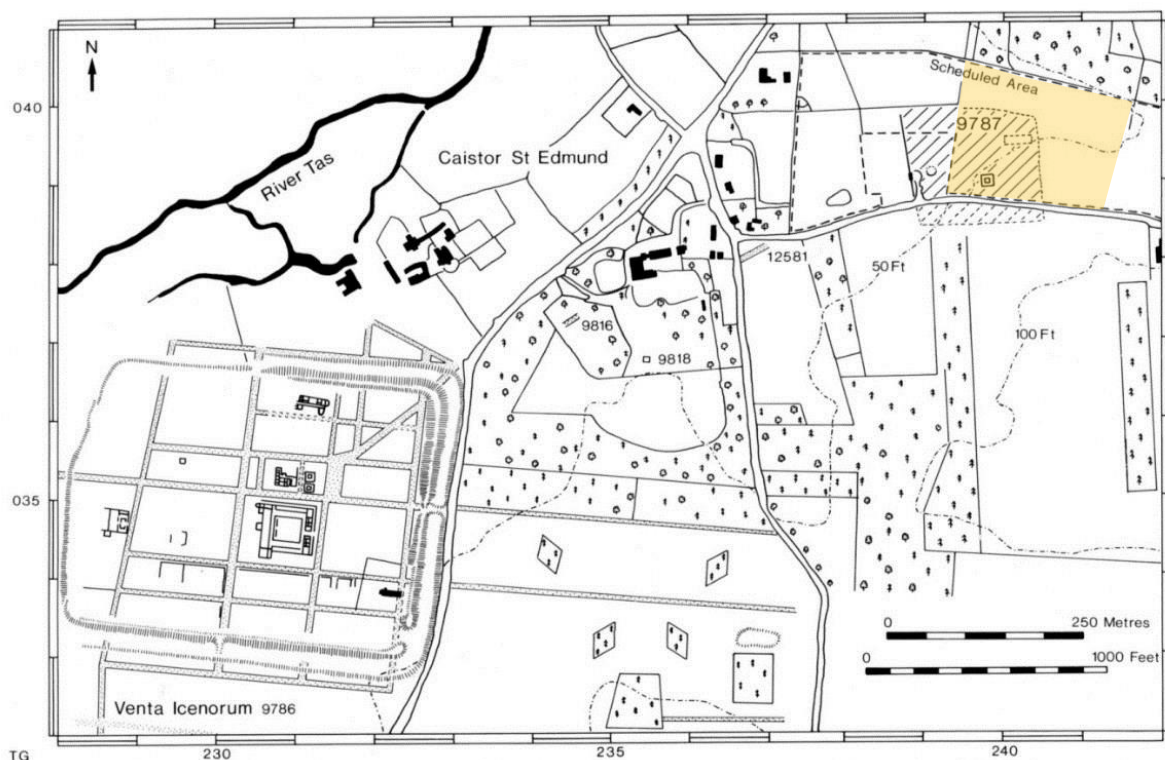 N
040
Scheduled Area
9787
River Tas
Caistor St Edmund
12581
50 Ft
9816
9818
100 Ft
035
0 250 Metres
0 1000 Feet
Venta Icenorum 9786
TG 230 235 240